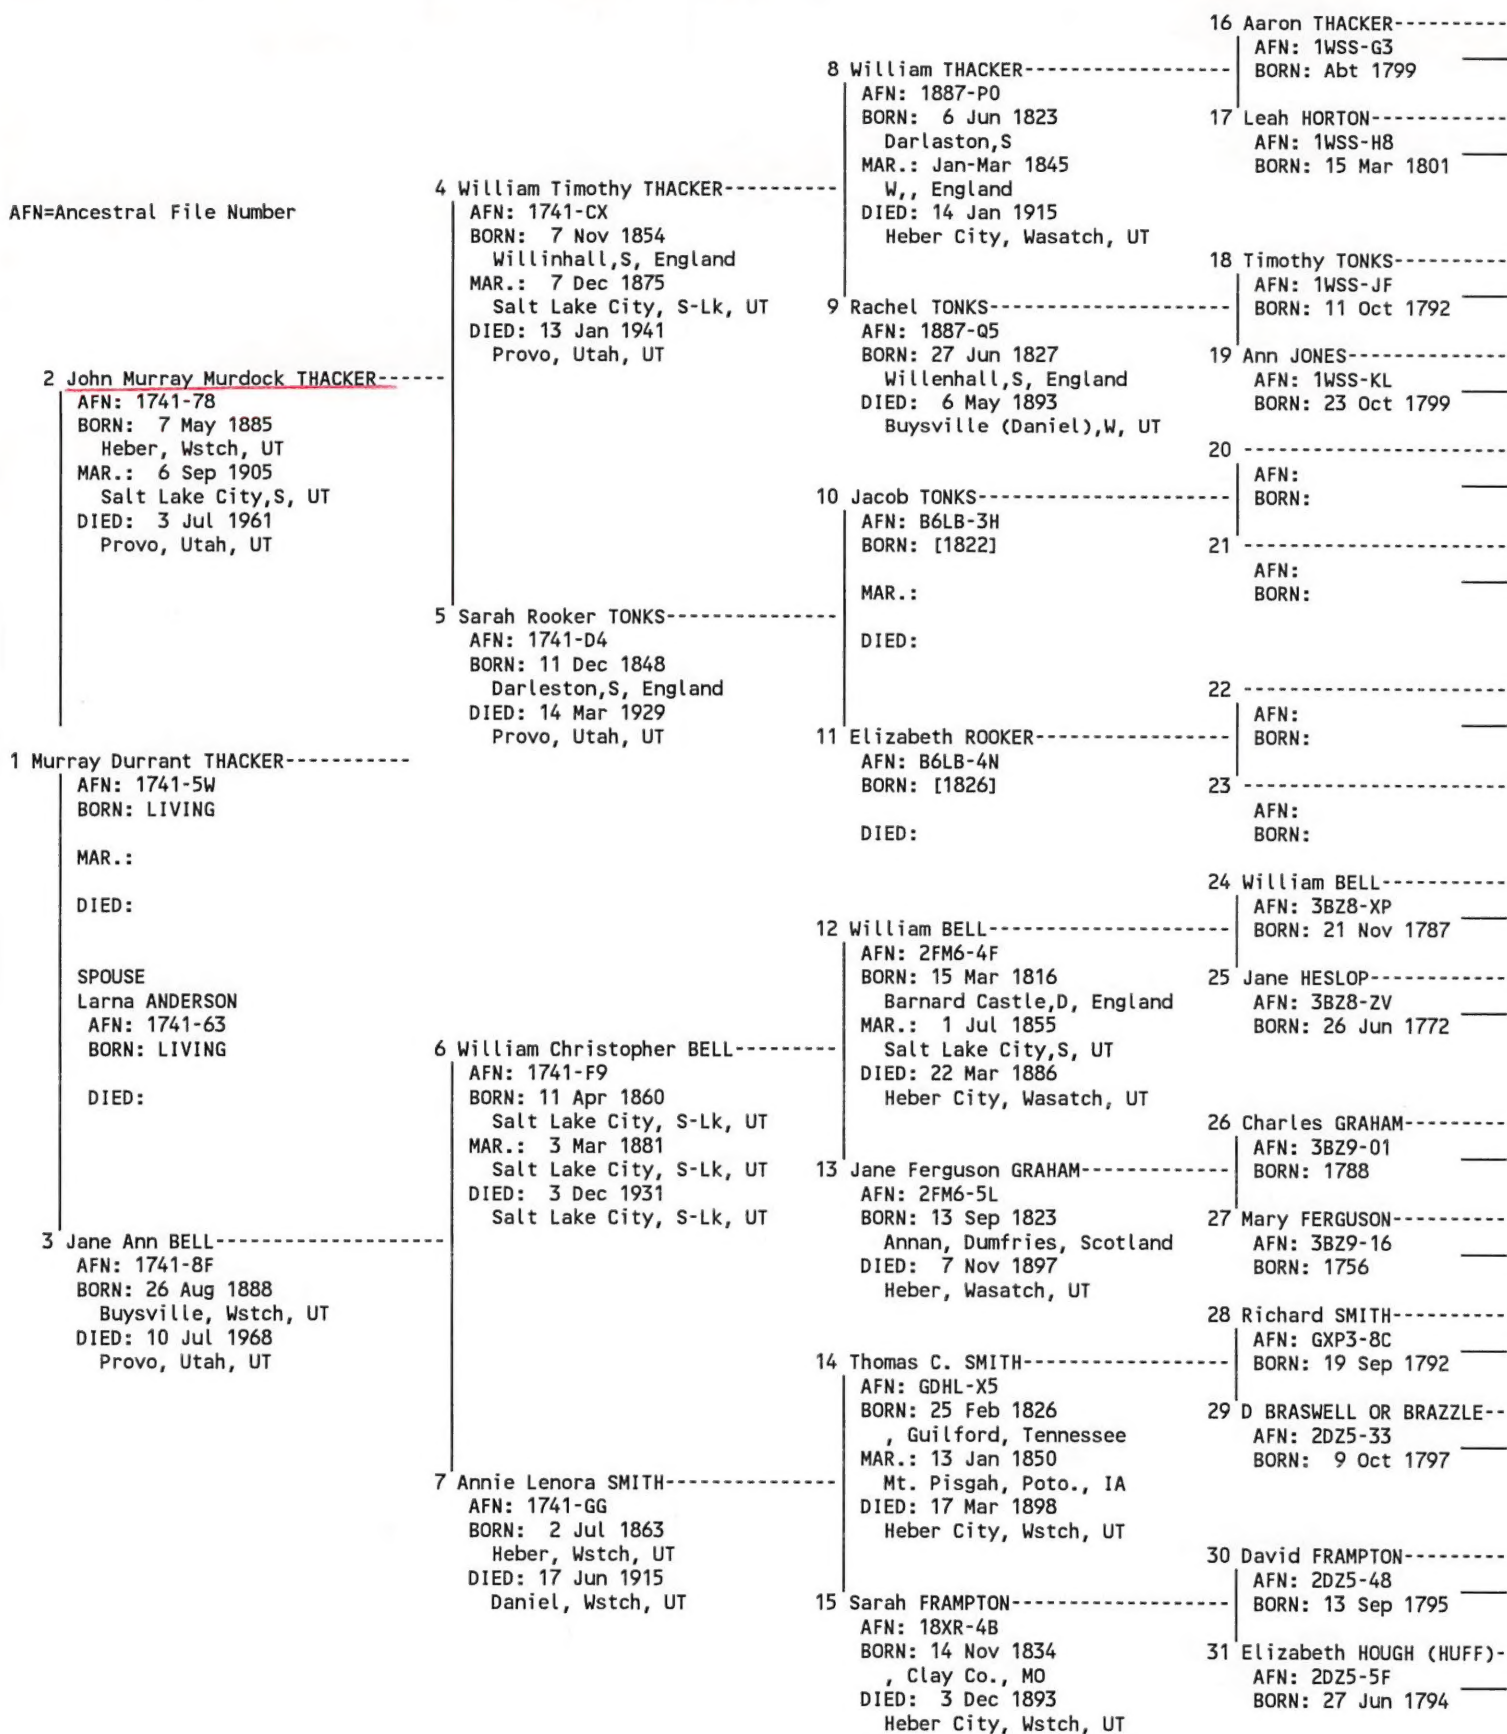 AFN=Ancestral File Number
1 Murray Durrant THACKER-----------
AFN: 1741-5W
BORN: LIVING
MAR.:
DIED:
SPOUSE
Larna ANDERSON
AFN: 1741-63
BORN: LIVING
DIED:
2 John Murray Murdock THACKER------
AFN: 1741-78
BORN:  7 May 1885
Heber, Wstch, UT
MAR.:  6 Sep 1905
Salt Lake City,S, UT
DIED:  3 Jul 1961
Provo, Utah, UT
3 Jane Ann BELL--------------------
AFN: 1741-8F
BORN: 26 Aug 1888
Buysville, Wstch, UT
DIED: 10 Jul 1968
Provo, Utah, UT
4 William Timothy THACKER----------
AFN: 1741-CX
BORN:  7 Nov 1854
Willinhall,S, England
MAR.:  7 Dec 1875
Salt Lake City, S-Lk, UT
DIED: 13 Jan 1941
Provo, Utah, UT
5 Sarah Rooker TONKS---------------
AFN: 1741-D4
BORN: 11 Dec 1848
Darleston,S, England
DIED: 14 Mar 1929
Provo, Utah, UT
6 William Christopher BELL---------
AFN: 1741-F9
BORN: 11 Apr 1860
Salt Lake City, S-Lk, UT
MAR.:  3 Mar 1881
Salt Lake City, S-Lk, UT
DIED:  3 Dec 1931
Salt Lake City, S-Lk, UT
7 Annie Lenora SMITH---------------
AFN: 1741-GG
BORN:  2 Jul 1863
Heber, Wstch, UT
DIED: 17 Jun 1915
Daniel, Wstch, UT
8 William THACKER------------------
AFN: 1887-P0
BORN:  6 Jun 1823
Darlaston,S
MAR.: Jan-Mar 1845
W,, England
DIED: 14 Jan 1915
Heber City, Wasatch, UT
9 Rachel TONKS---------------------
AFN: 1887-Q5
BORN: 27 Jun 1827
Willenhall,S, England
DIED:  6 May 1893
Buysville (Daniel),W, UT
10 Jacob TONKS----------------------
AFN: B6LB-3H
BORN: [1822]
MAR.:
DIED:
11 Elizabeth ROOKER-----------------
AFN: B6LB-4N
BORN: [1826]
DIED:
12 William BELL---------------------
AFN: 2FM6-4F
BORN: 15 Mar 1816
Barnard Castle,D, England
MAR.:  1 Jul 1855
Salt Lake City,S, UT
DIED: 22 Mar 1886
Heber City, Wasatch, UT
13 Jane Ferguson GRAHAM-------------
AFN: 2FM6-5L
BORN: 13 Sep 1823
Annan, Dumfries, Scotland
DIED:  7 Nov 1897
Heber, Wasatch, UT
14 Thomas C. SMITH------------------
AFN: GDHL-X5
BORN: 25 Feb 1826
, Guilford, Tennessee
MAR.: 13 Jan 1850
Mt. Pisgah, Poto., IA
DIED: 17 Mar 1898
Heber City, Wstch, UT
15 Sarah FRAMPTON-------------------
AFN: 18XR-4B
BORN: 14 Nov 1834
, Clay Co., MO
DIED:  3 Dec 1893
Heber City, Wstch, UT
16 Aaron THACKER----------
AFN: 1WSS-G3
BORN: Abt 1799
17 Leah HORTON------------
AFN: 1WSS-H8
BORN: 15 Mar 1801
18 Timothy TONKS----------
AFN: 1WSS-JF
BORN: 11 Oct 1792
19 Ann JONES--------------
AFN: 1WSS-KL
BORN: 23 Oct 1799
20 -----------------------
AFN:
BORN:
21 -----------------------
AFN:
BORN:
22 -----------------------
AFN:
BORN:
23 -----------------------
AFN:
BORN:
24 William BELL-----------
AFN: 3BZ8-XP
BORN: 21 Nov 1787
25 Jane HESLOP------------
AFN: 3BZ8-ZV
BORN: 26 Jun 1772
26 Charles GRAHAM---------
AFN: 3BZ9-01
BORN: 1788
27 Mary FERGUSON----------
AFN: 3BZ9-16
BORN: 1756
28 Richard SMITH----------
AFN: GXP3-8C
BORN: 19 Sep 1792
29 D BRASWELL OR BRAZZLE--
AFN: 2DZ5-33
BORN:  9 Oct 1797
30 David FRAMPTON---------
AFN: 2DZ5-48
BORN: 13 Sep 1795
31 Elizabeth HOUGH (HUFF)-
AFN: 2DZ5-5F
BORN: 27 Jun 1794